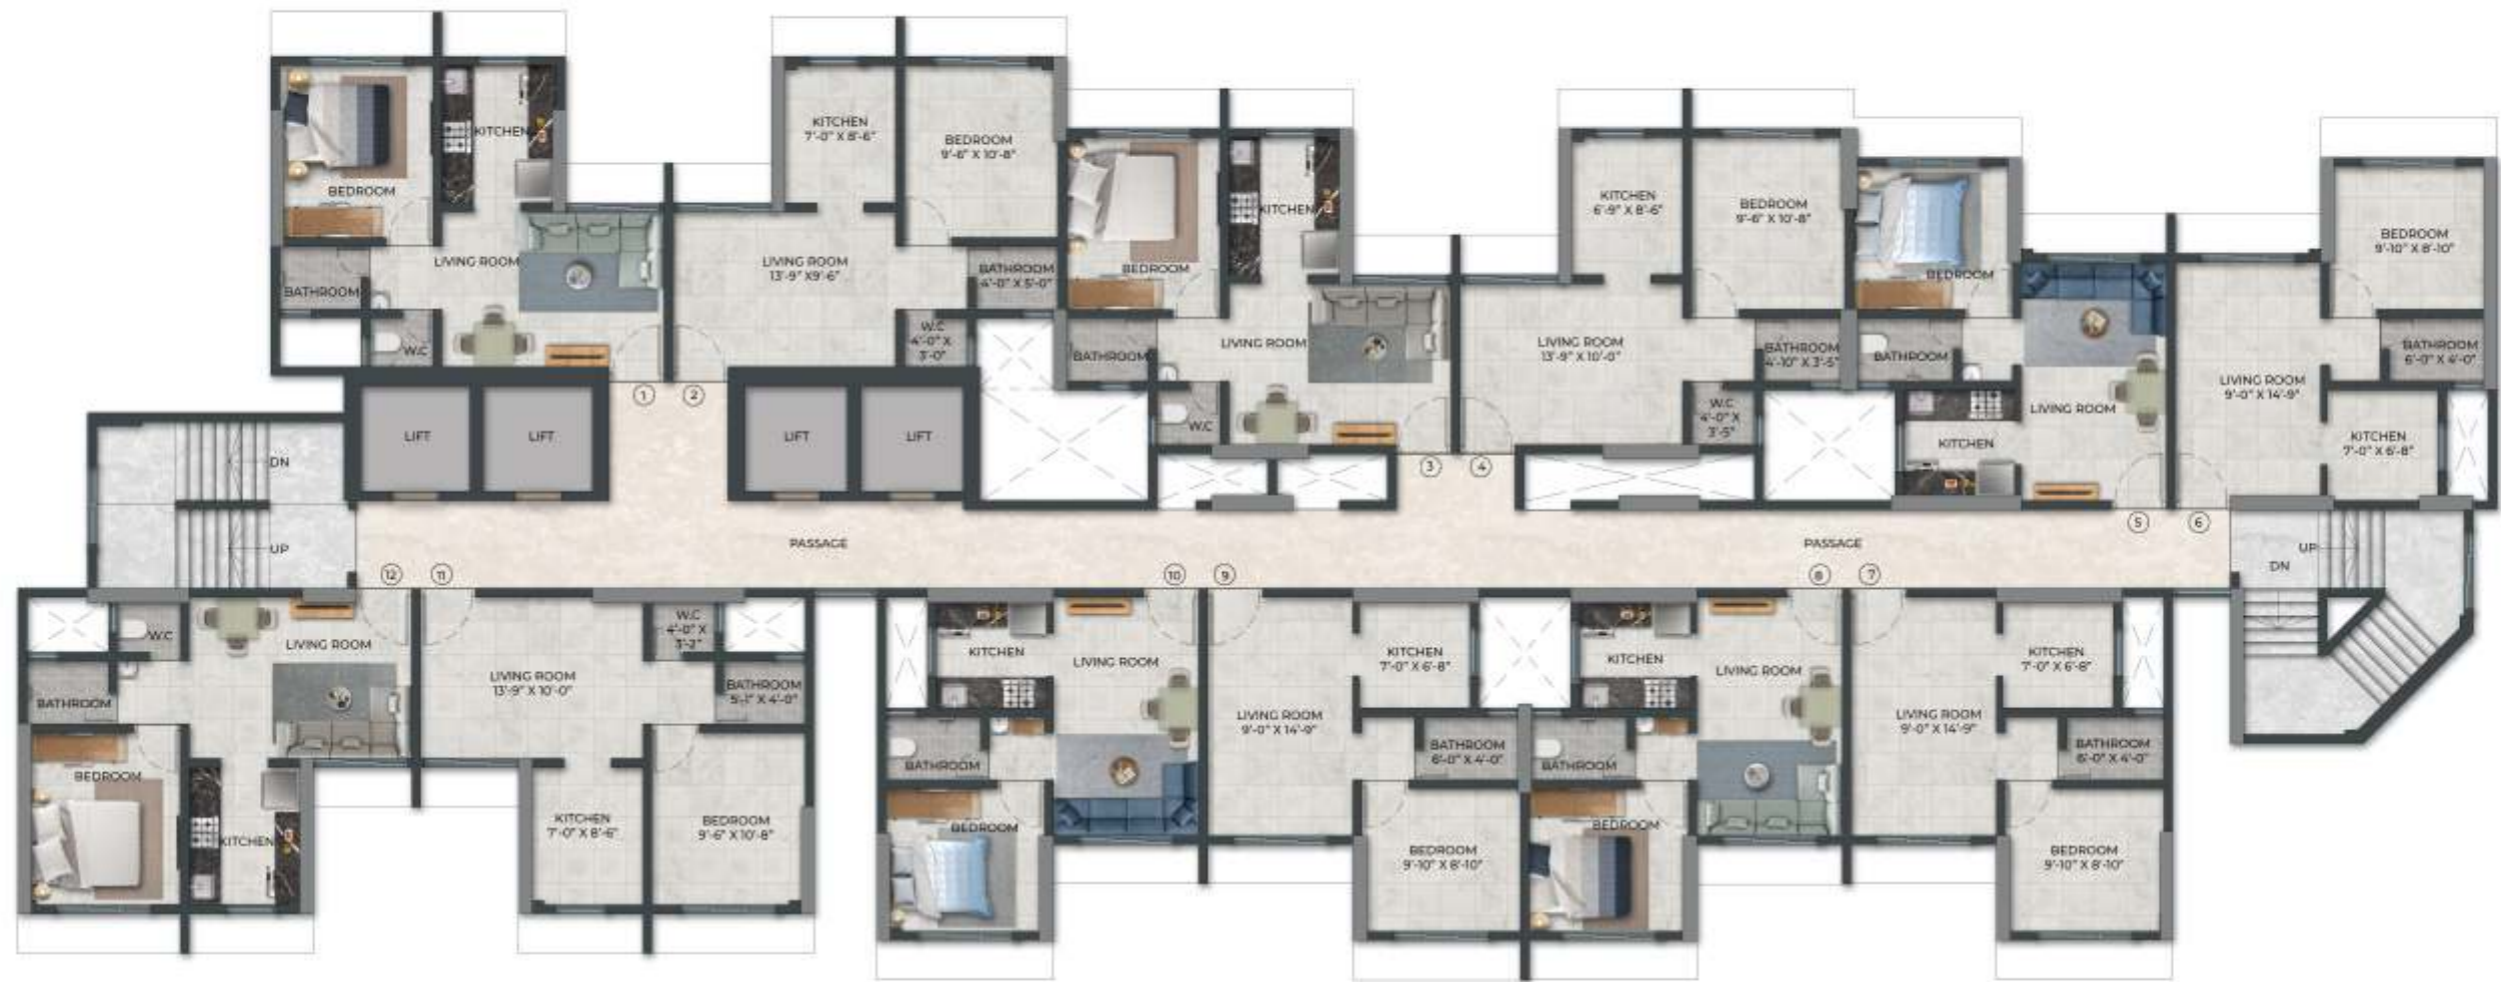 KITCHEN
BEDROOM
LIVING ROOM
BATHROOM
W.C
KITCHEN
7'-0" X 8'-6"
BEDROOM
9'-6" X 10'-8"
LIVING ROOM
13'-9" X9'-6"
BATHROOM
4'-0" X 5'-0"
W.C
4'-0" X
3'-0"
KITCHEN
BEDROOM
LIVING ROOM
BATHROOM
W.C
KITCHEN
6'-9" X 8'-6"
BEDROOM
9'-6" X 10'-8"
LIVING ROOM
13'-9" X 10'-0"
BATHROOM
4'-10" X 3'-5"
W.C
4'-0" X
3'-5"
BEDROOM
BATHROOM
LIVING ROOM
KITCHEN
BEDROOM
9'-10" X 8'-10"
BATHROOM
6'-0" X 4'-0"
LIVING ROOM
9'-0" X 14'-9"
KITCHEN
7'-0" X 6'-8"
1
2
LIFT
LIFT
LIFT
LIFT
DN
UP
3
4
5
6
PASSAGE
PASSAGE
UP
DN
12
11
10
9
8
7
W.C
LIVING ROOM
BATHROOM
BEDROOM
KITCHEN
W.C
4'-0" X
3'-2"
LIVING ROOM
13'-9" X 10'-0"
BATHROOM
5'-1" X 4'-0"
KITCHEN
7'-0" X 8'-6"
BEDROOM
9'-6" X 10'-8"
KITCHEN
LIVING ROOM
BATHROOM
BEDROOM
KITCHEN
7'-0" X 6'-8"
LIVING ROOM
9'-0" X 14'-9"
BATHROOM
6'-0" X 4'-0"
BEDROOM
9'-10" X 8'-10"
KITCHEN
LIVING ROOM
BATHROOM
BEDROOM
KITCHEN
7'-0" X 6'-8"
LIVING ROOM
9'-0" X 14'-9"
BATHROOM
6'-0" X 4'-0"
BEDROOM
9'-10" X 8'-10"